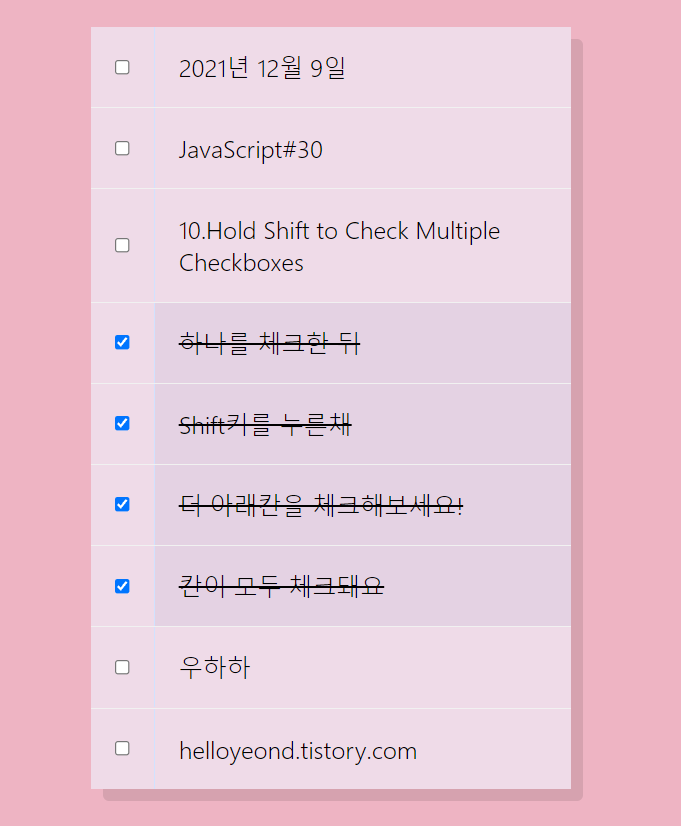 2021년 12월 9일
JavaScript#30
10.Hold Shift to Check Multiple
Checkboxes
하나를 체크한 뒤
Shift키를 누른채
더 아래칸을 체크해보세요!
칸이 모두 체크돼요
우하하
helloyeond.tistory.com